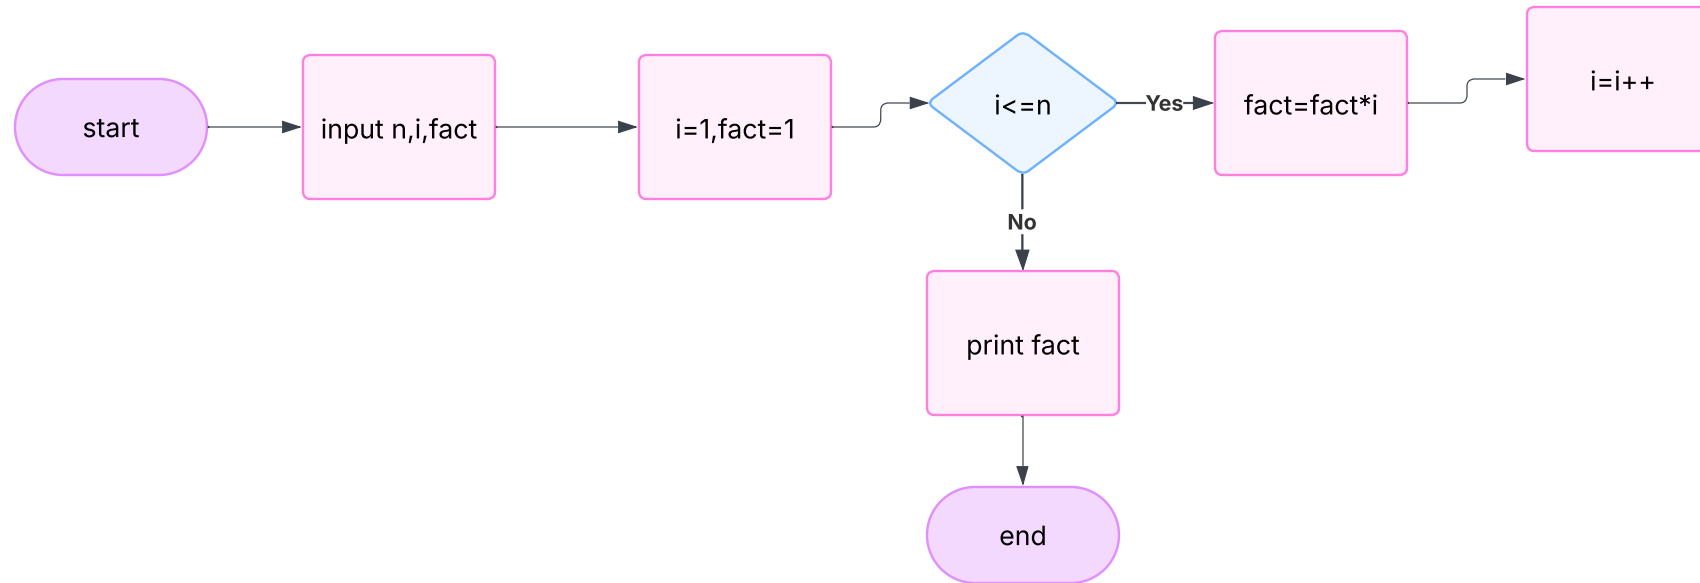 start
input n,i,fact
i=1,fact=1
i<=n
Yes
fact=fact*i
i=i++
No
print fact
end